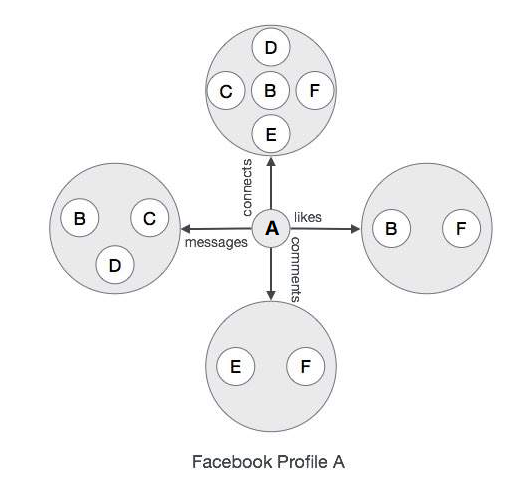 D
C B F
E
connects
B C
D
messages
A
likes
B F
comments
E F
Facebook Profile A